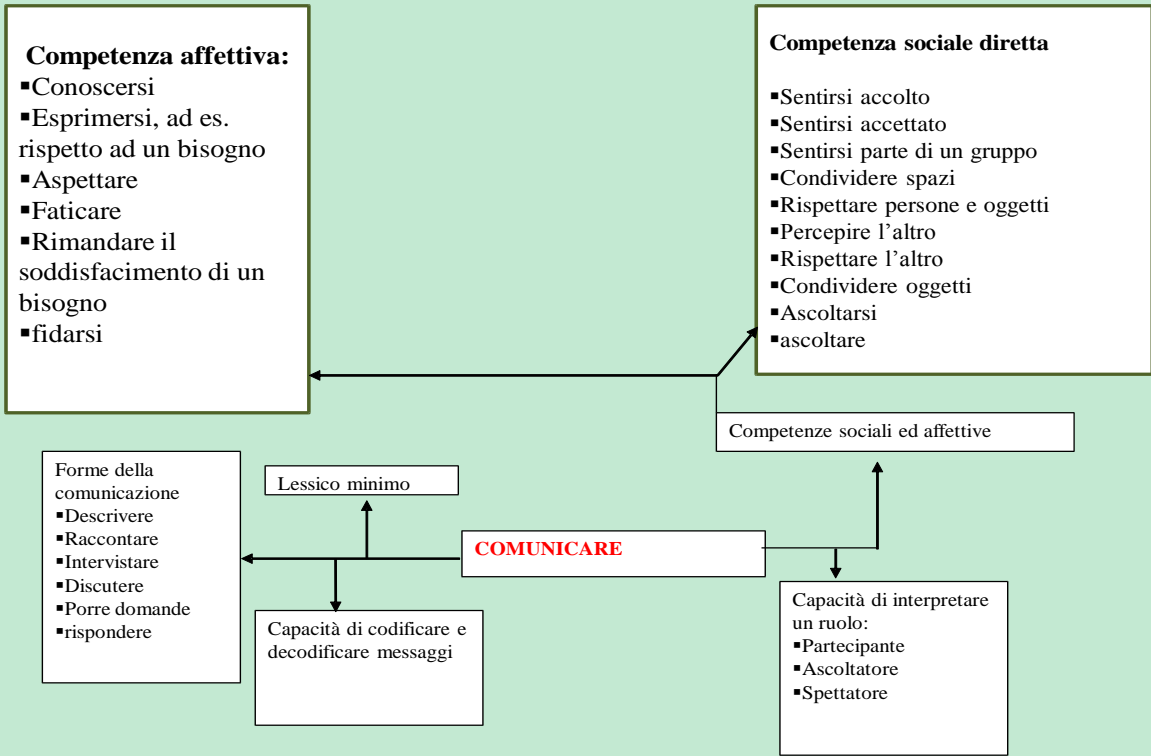 Competenza affettiva:
▪Conoscersi
▪Esprimersi, ad es.
rispetto ad un bisogno
▪Aspettare
▪Faticare
▪Rimandare il
soddisfacimento di un
bisogno
▪fidarsi
Competenza sociale diretta
▪Sentirsi accolto
▪Sentirsi accettato
▪Sentirsi parte di un gruppo
▪Condividere spazi
▪Rispettare persone e oggetti
▪Percepire l’altro
▪Rispettare l’altro
▪Condividere oggetti
▪Ascoltarsi
▪ascoltare
Competenze sociali ed affettive
Forme della
comunicazione
▪Descrivere
▪Raccontare
▪Intervistare
▪Discutere
▪Porre domande
▪rispondere
Lessico minimo
COMUNICARE
Capacità di codificare e
decodificare messaggi
Capacità di interpretare
un ruolo:
▪Partecipante
▪Ascoltatore
▪Spettatore